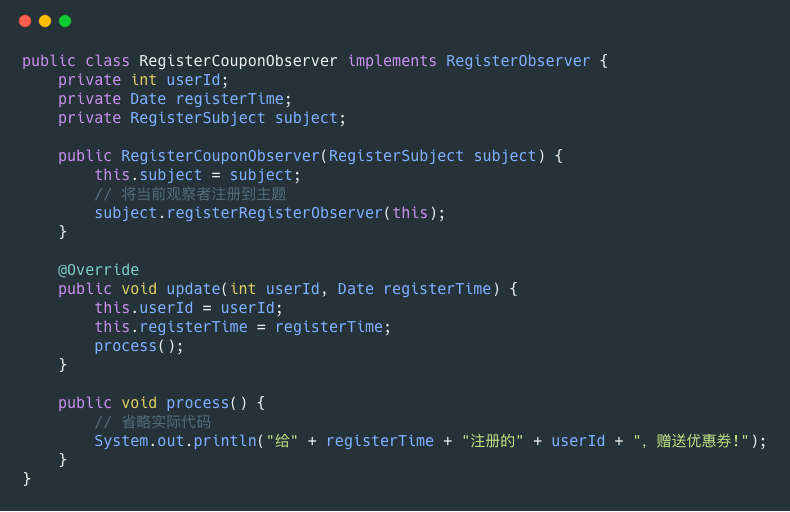 public class RegisterCouponObserver implements RegisterObserver {
    private int userId;
    private Date registerTime;
    private RegisterSubject subject;

    public RegisterCouponObserver(RegisterSubject subject) {
        this.subject = subject;
        // 将当前观察者注册到主题
        subject.registerRegisterObserver(this);
    }

    @Override
    public void update(int userId, Date registerTime) {
        this.userId = userId;
        this.registerTime = registerTime;
        process();
    }

    public void process() {
        // 省略实际代码
        System.out.println("给" + registerTime + "注册的" + userId + "，赠送优惠券!");
    }
}